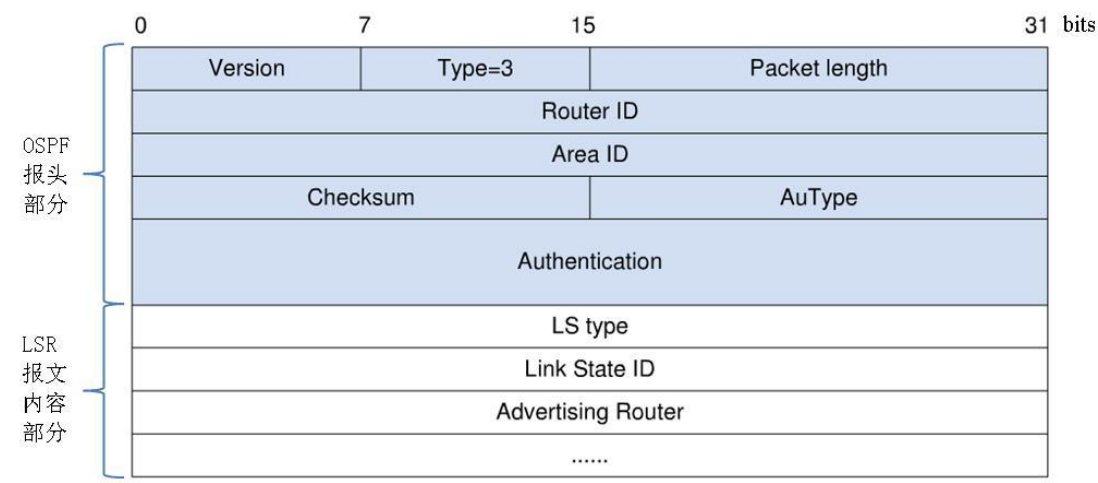 0 7 15 31 bits
Version Type=3 Packet length
Router ID
Area ID
Checksum AuType
Authentication
OSPF
报头
部分
LS type
Link State ID
Advertising Router
......
LSR
报文
内容
部分